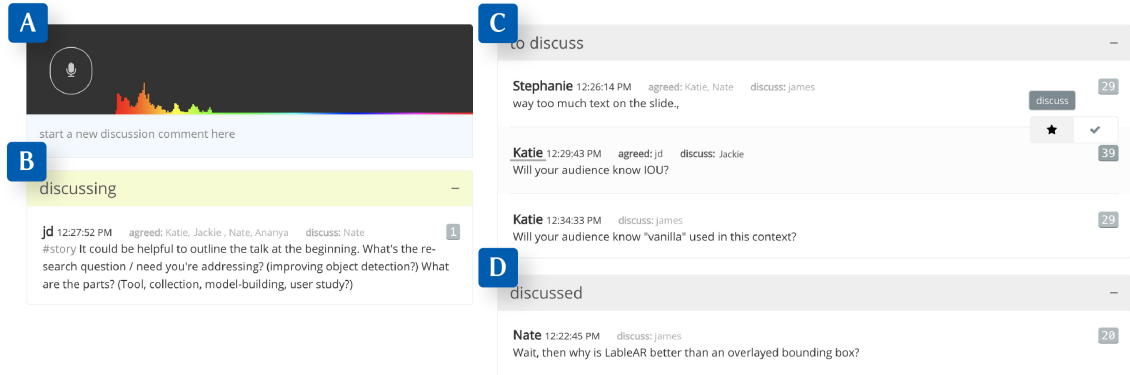 A
start a new discussion comment here
B
discussing −
jd 12:27:52 PM agreed: Katie, Jackie , Nate, Ananya discuss: Nate 1
#story It could be helpful to outline the talk at the beginning. What's the re-
search question / need you're addressing? (improving object detection?) What
are the parts? (Tool, collection, model-building, user study?)
C
to discuss −
Stephanie 12:26:14 PM agreed: Katie, Nate discuss: james 29
way too much text on the slide.,
discuss
Katie 12:29:43 PM agreed: jd discuss: Jackie 39
Will your audience know IOU?
Katie 12:34:33 PM discuss: james 29
Will your audience know "vanilla" used in this context?
D
discussed −
Nate 12:22:45 PM discuss: james 20
Wait, then why is LableAR better than an overlayed bounding box?